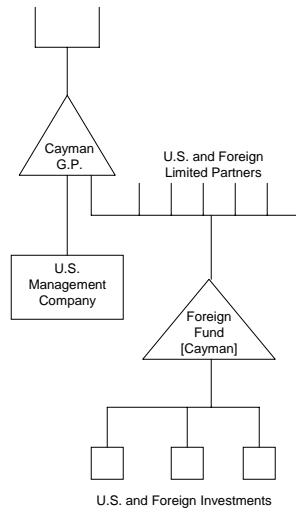 Cayman
G.P.
U.S. and Foreign
Limited Partners
U.S.
Management
Company
Foreign
Fund
[Cayman]
U.S. and Foreign Investments